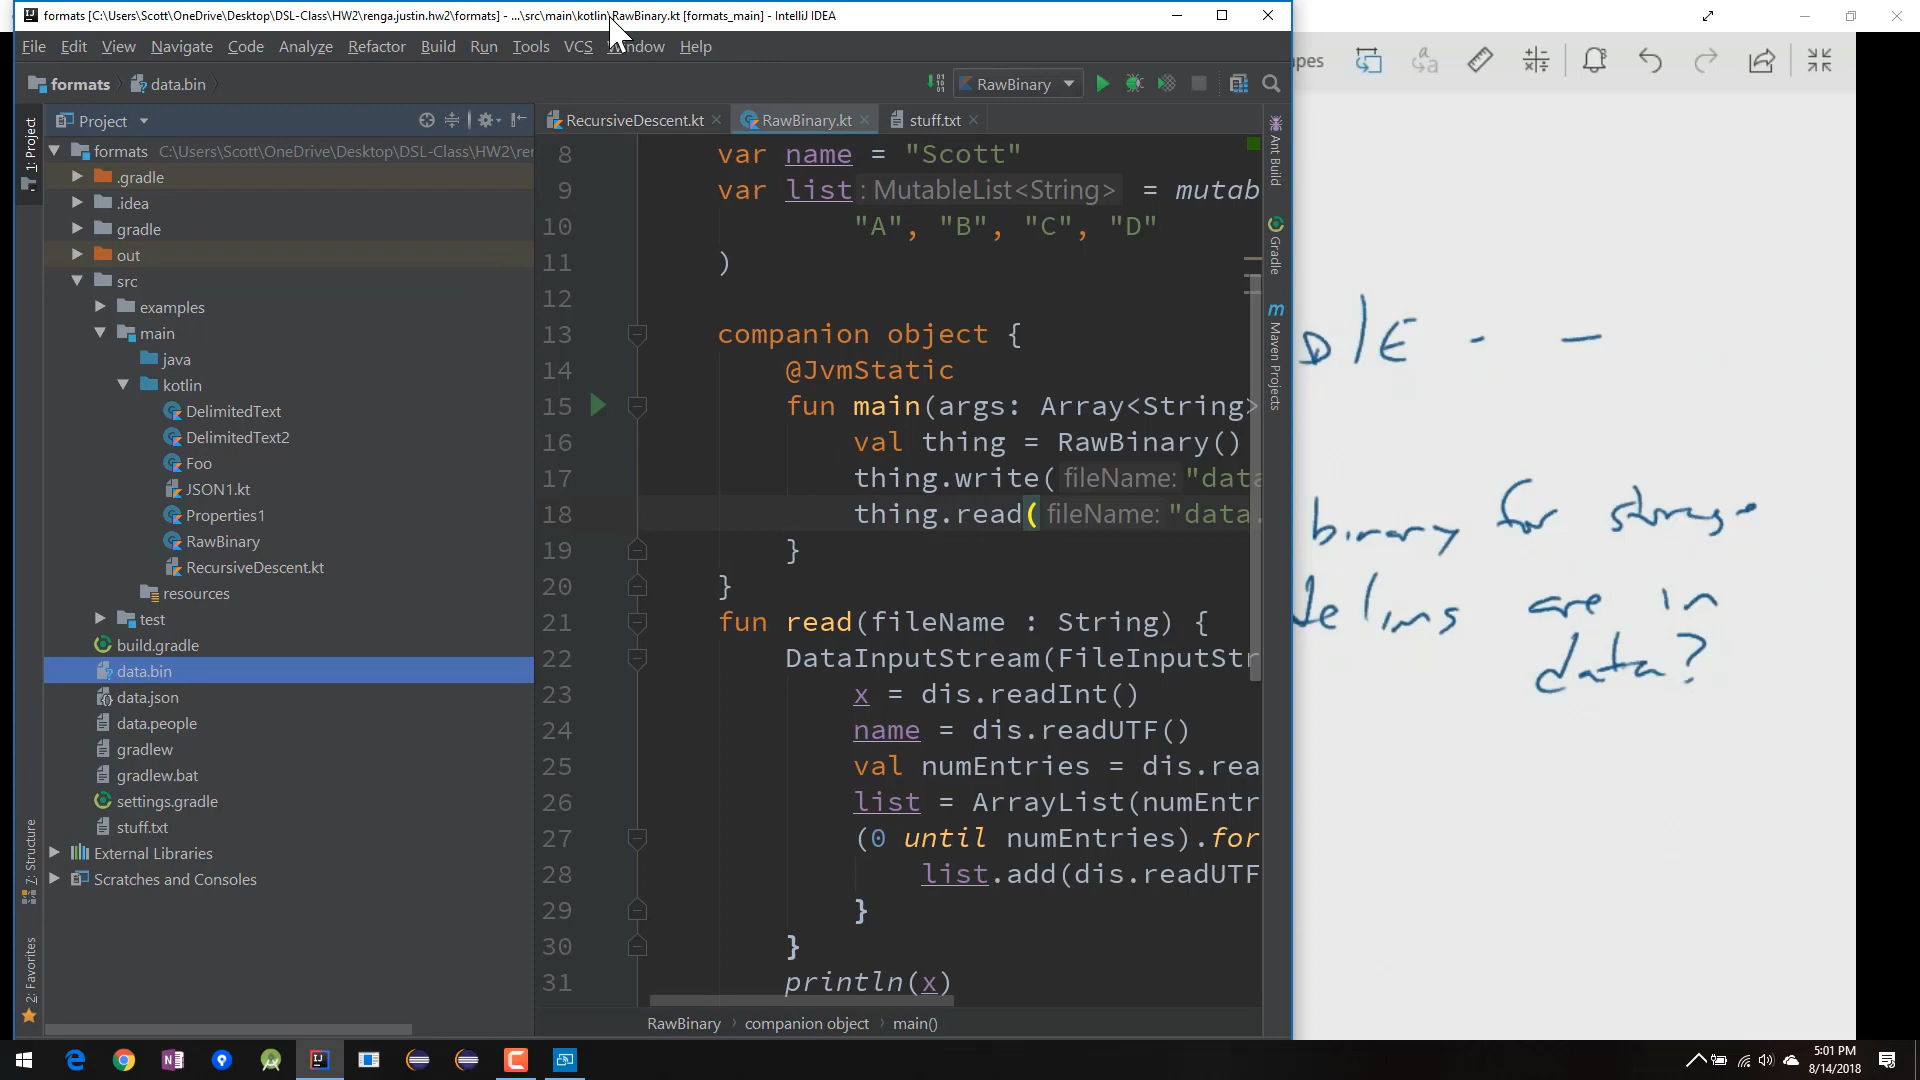 formats [C:\Users\Scott\OneDrive\Desktop\DSL-Class\HW2\renga.justin.hw2\formats] - ...\src\main\kotlin\RawBinary.kt [formats_main] - IntelliJ IDEA
File Edit View Navigate Code Analyze Refactor Build Run Tools VCS Window Help
formats data.bin RawBinary
Project
RecursiveDescent.kt RawBinary.kt stuff.txt
1: Project
7: Structure
2: Favorites
formats C:\Users\Scott\OneDrive\Desktop\DSL-Class\HW2\ren
.gradle
.idea
gradle
out
src
examples
main
java
kotlin
DelimitedText
DelimitedText2
Foo
JSON1.kt
Properties1
RawBinary
RecursiveDescent.kt
resources
test
build.gradle
data.bin
data.json
data.people
gradlew
gradlew.bat
settings.gradle
stuff.txt
External Libraries
Scratches and Consoles
8 var name = "Scott"
9 var list : MutableList<String> = mutab
10 "A", "B", "C", "D"
11 )
12
13 companion object {
14 @JvmStatic
15 fun main(args: Array<String>
16 val thing = RawBinary()
17 thing.write( fileName: "data
18 thing.read( fileName: "data.
19 }
20 }
21 fun read(fileName : String) {
22 DataInputStream(FileInputStr
23 x = dis.readInt()
24 name = dis.readUTF()
25 val numEntries = dis.rea
26 list = ArrayList(numEntr
27 (0 until numEntries).for
28 list.add(dis.readUTF
29 }
30 }
31 println(x)
RawBinary › companion object › main()
Ant Build
Gradle
Maven Projects
apes
DLE - -
binary for storage
delims are in
data?
5:01 PM
8/14/2018